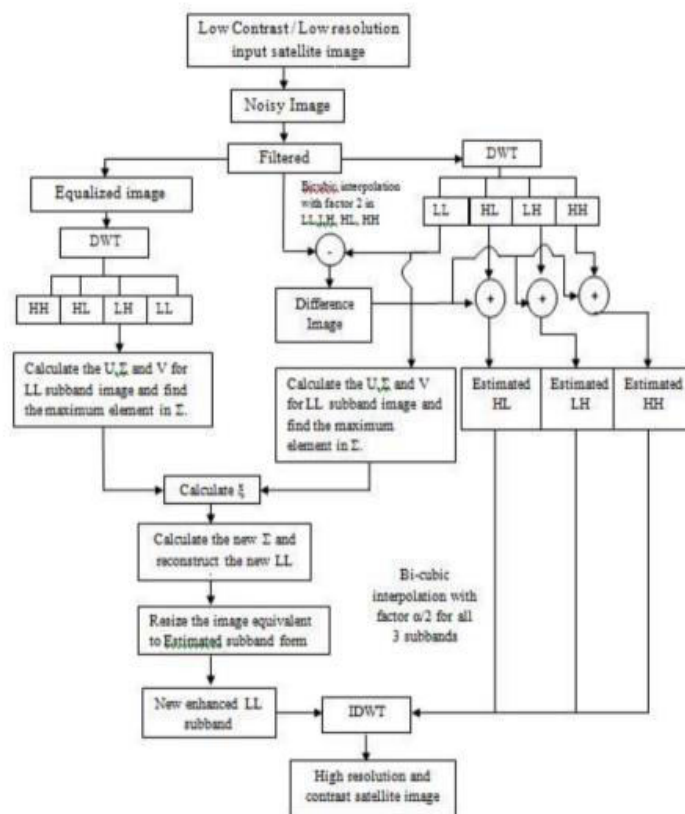 Low Contrast / Low resolution
input satellite image
Noisy Image
Filtered
DWT
Equalized image
Bicubic interpolation
with factor 2 in
LL, LH, HL, HH
LL HL LH HH
DWT
-
HH HL LH LL
Difference
Image
+ + +
Calculate the U,Σ and V for
LL subband image and find
the maximum element in Σ.
Calculate the U,Σ and V
for LL subband image and
find the maximum
element in Σ.
Estimated
HL
Estimated
LH
Estimated
HH
Calculate ξ
Calculate the new Σ and
reconstruct the new LL
.
Bi-cubic
interpolation with
factor α/2 for all
3 subbands
Resize the image equivalent
to Estimated subband form
New enhanced LL
subband
IDWT
High resolution and
contrast satellite image